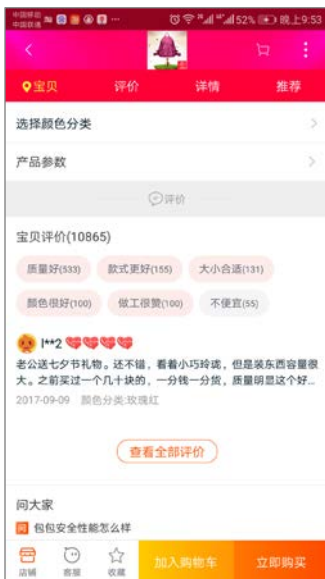 中国移动
中国联通
52% 晚上9:53
宝贝 评价 详情 推荐
选择颜色分类
产品参数
评价
宝贝评价(10865)
质量好(533) 款式更好(155) 大小合适(131)
颜色很好(100) 做工很赞(100) 不便宜(55)
l**2
老公送七夕节礼物。还不错，看着小巧玲珑，但是装东西容量很
大。之前买过一个几十块的，一分钱一分货，质量明显这个好...
2017-09-09 颜色分类:玫瑰红
查看全部评价
问大家
问 包包安全性能怎么样
店铺 客服 收藏 加入购物车 立即购买